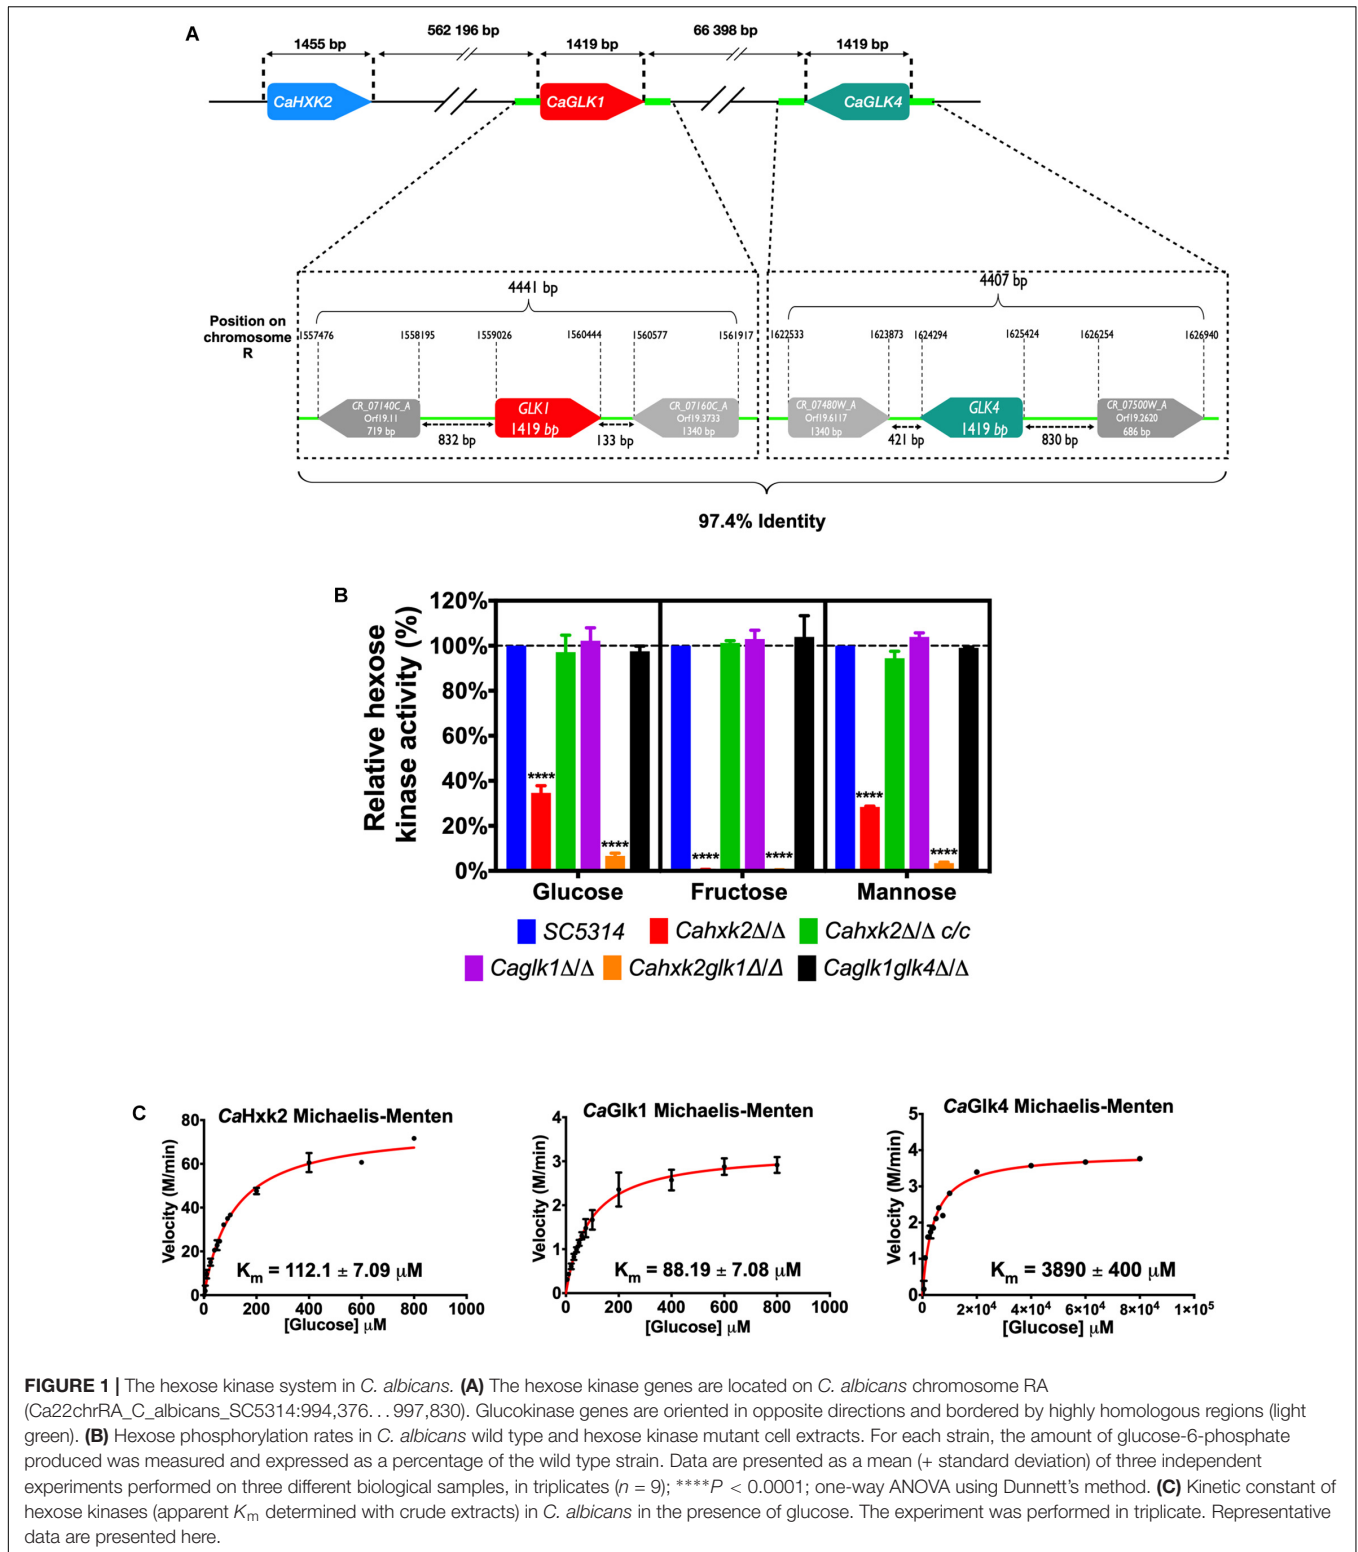 A
1455 bp
562 196 bp
1419 bp
66 398 bp
1419 bp
CaHXK2
CaGLK1
CaGLK4
4441 bp
4407 bp
Position on
chromosome
R
1557476
1558195
1559026
1560444
1560577
1561917
1622533
1623873
1624294
1625424
1626254
1626940
CR_07140C_A
Orf19.11
719 bp
GLK1
1419 bp
CR_07160C_A
Orf19.3733
1340 bp
CR_07480W_A
Orf19.6117
1340 bp
GLK4
1419 bp
CR_07500W_A
Orf19.2620
686 bp
832 bp
133 bp
421 bp
830 bp
97.4% Identity
B
Relative hexose
kinase activity (%)
120%
100%
80%
60%
40%
20%
0%
****
****
****
****
****
****
Glucose
Fructose
Mannose
SC5314
Cahxk2Δ/Δ
Cahxk2Δ/Δ c/c
Caglk1Δ/Δ
Cahxk2glk1Δ/Δ
Caglk1glk4Δ/Δ
C
CaHxk2 Michaelis-Menten
Velocity (M/min)
80
60
40
20
0
Km = 112.1 ± 7.09 μM
0 200 400 600 800 1000
[Glucose] μM
CaGlk1 Michaelis-Menten
Velocity (M/min)
4
3
2
1
0
Km = 88.19 ± 7.08 μM
0 200 400 600 800 1000
[Glucose] μM
CaGlk4 Michaelis-Menten
Velocity (M/min)
5
4
3
2
1
0
Km = 3890 ± 400 μM
0 2×10⁴ 4×10⁴ 6×10⁴ 8×10⁴ 1×10⁵
[Glucose] μM
FIGURE 1 | The hexose kinase system in C. albicans. (A) The hexose kinase genes are located on C. albicans chromosome RA
(Ca22chrRA_C_albicans_SC5314:994,376...997,830). Glucokinase genes are oriented in opposite directions and bordered by highly homologous regions (light
green). (B) Hexose phosphorylation rates in C. albicans wild type and hexose kinase mutant cell extracts. For each strain, the amount of glucose-6-phosphate
produced was measured and expressed as a percentage of the wild type strain. Data are presented as a mean (+ standard deviation) of three independent
experiments performed on three different biological samples, in triplicates (n = 9); ****P < 0.0001; one-way ANOVA using Dunnett's method. (C) Kinetic constant of
hexose kinases (apparent Km determined with crude extracts) in C. albicans in the presence of glucose. The experiment was performed in triplicate. Representative
data are presented here.